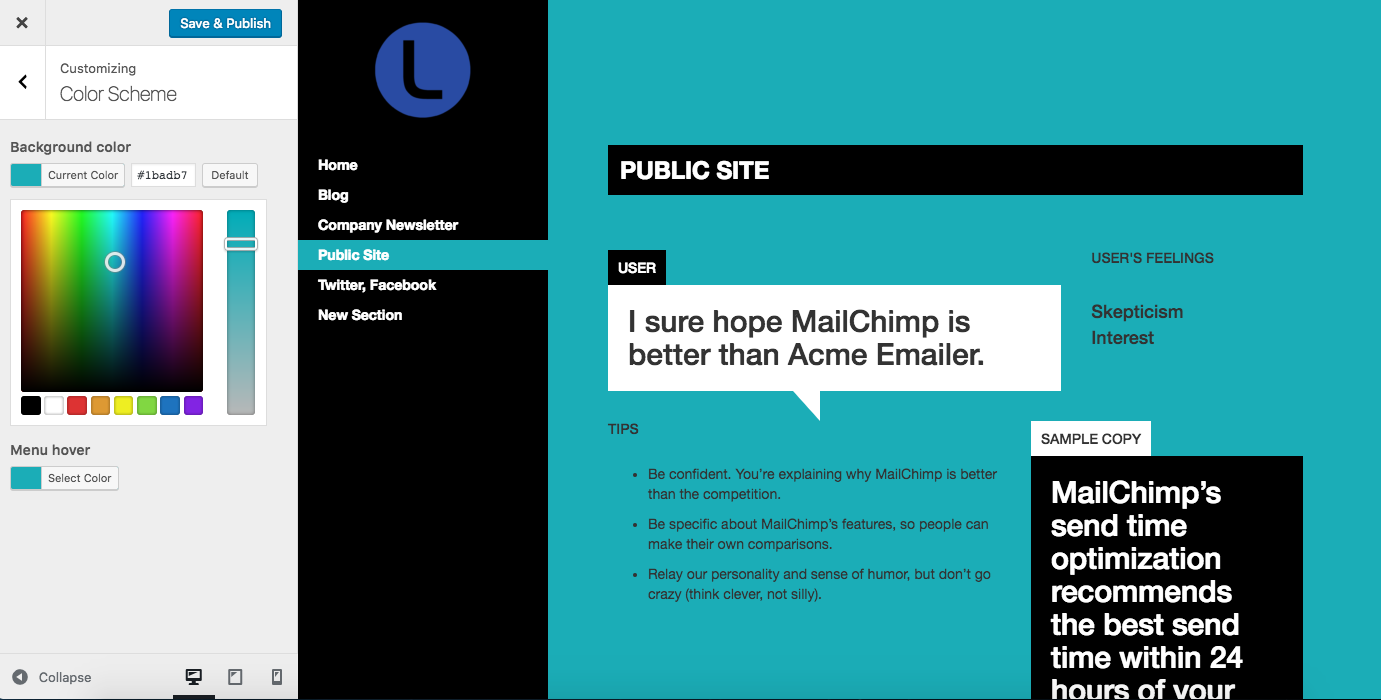 Save & Publish
Customizing
Color Scheme
Background color
Current Color
#1badb7
Default
Menu hover
Select Color
Collapse
L
Home
Blog
Company Newsletter
Public Site
Twitter, Facebook
New Section
PUBLIC SITE
USER
I sure hope MailChimp is
better than Acme Emailer.
USER'S FEELINGS
Skepticism
Interest
TIPS
• Be confident. You’re explaining why MailChimp is better
than the competition.
• Be specific about MailChimp’s features, so people can
make their own comparisons.
• Relay our personality and sense of humor, but don’t go
crazy (think clever, not silly).
SAMPLE COPY
MailChimp’s
send time
optimization
recommends
the best send
time within 24
hours of your